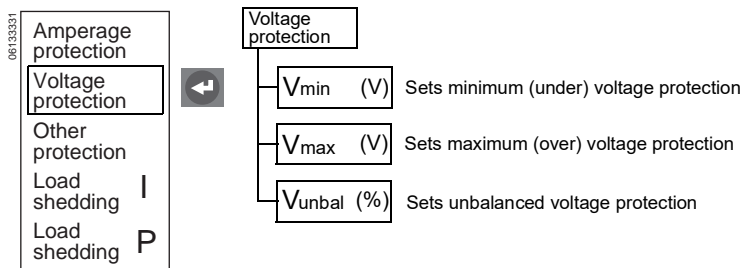 06133331
Amperage
protection
Voltage
protection
Other
protection
Load
shedding I
Load
shedding P
Voltage
protection
Vmin (V) Sets minimum (under) voltage protection
Vmax (V) Sets maximum (over) voltage protection
Vunbal (%) Sets unbalanced voltage protection